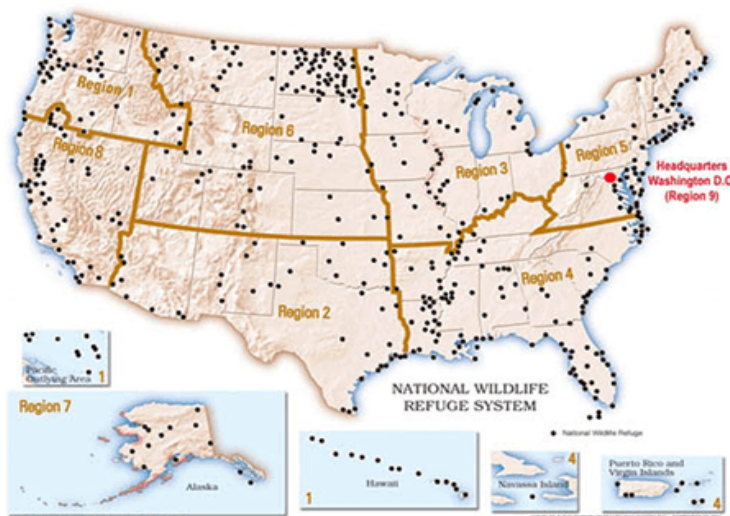 Region 1
Region 8
Region 6
Region 3
Region 5
Headquarters
Washington D.C
(Region 9)
Region 4
Region 2
Pacific
Outlying Area
1
Region 7
Alaska
NATIONAL WILDLIFE
REFUGE SYSTEM
National Wildlife Refuge
1
Hawaii
4
Navassa Island
Puerto Rico and
Virgin Islands
4